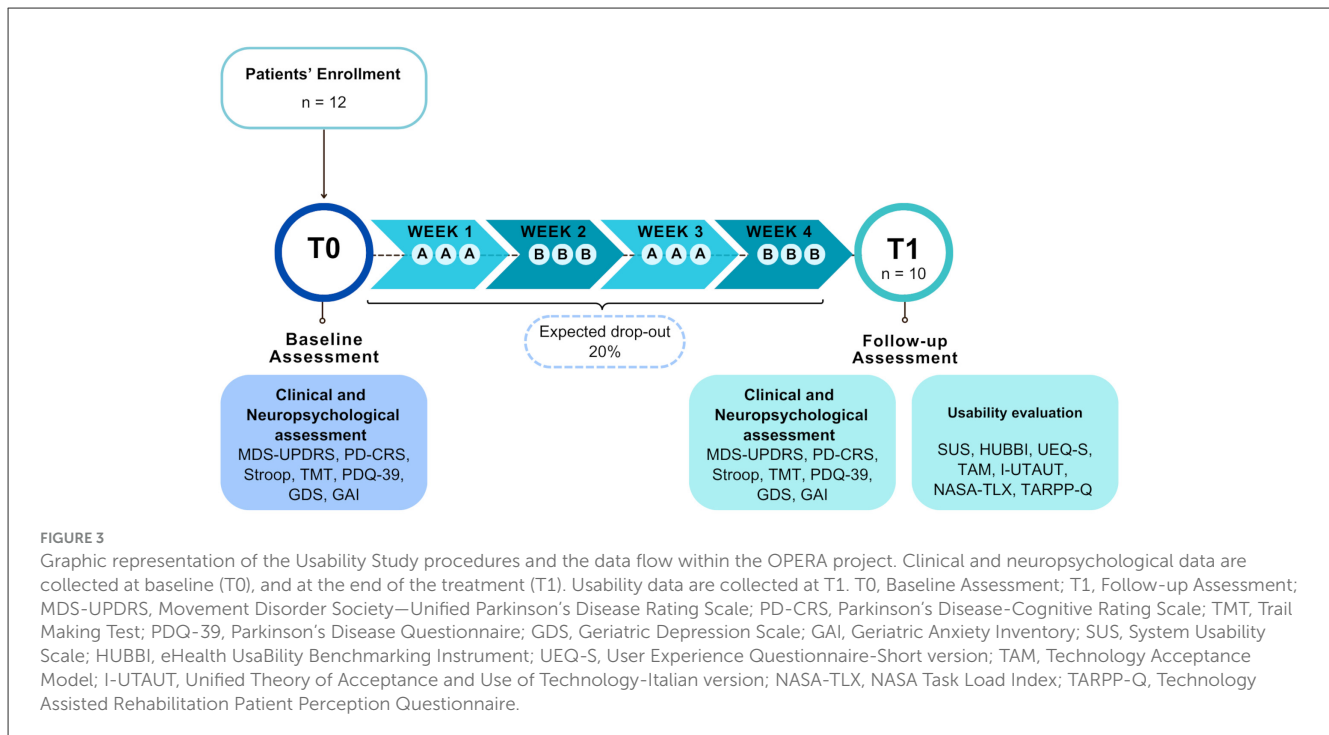 Patients’ Enrollment
n = 12
T0
WEEK 1
A A A
WEEK 2
B B B
WEEK 3
A A A
WEEK 4
B B B
T1
n = 10
Expected drop-out
20%
Baseline
Assessment
Follow-up
Assessment
Clinical and
Neuropsychological
assessment
MDS-UPDRS, PD-CRS,
Stroop, TMT, PDQ-39,
GDS, GAI
Clinical and
Neuropsychological
assessment
MDS-UPDRS, PD-CRS,
Stroop, TMT, PDQ-39,
GDS, GAI
Usability evaluation
SUS, HUBBI, UEQ-S,
TAM, I-UTAUT,
NASA-TLX, TARPP-Q
FIGURE 3
Graphic representation of the Usability Study procedures and the data flow within the OPERA project. Clinical and neuropsychological data are
collected at baseline (T0), and at the end of the treatment (T1). Usability data are collected at T1. T0, Baseline Assessment; T1, Follow-up Assessment;
MDS-UPDRS, Movement Disorder Society—Unified Parkinson’s Disease Rating Scale; PD-CRS, Parkinson’s Disease-Cognitive Rating Scale; TMT, Trail
Making Test; PDQ-39, Parkinson’s Disease Questionnaire; GDS, Geriatric Depression Scale; GAI, Geriatric Anxiety Inventory; SUS, System Usability
Scale; HUBBI, eHealth UsaBility Benchmarking Instrument; UEQ-S, User Experience Questionnaire-Short version; TAM, Technology Acceptance
Model; I-UTAUT, Unified Theory of Acceptance and Use of Technology-Italian version; NASA-TLX, NASA Task Load Index; TARPP-Q, Technology
Assisted Rehabilitation Patient Perception Questionnaire.